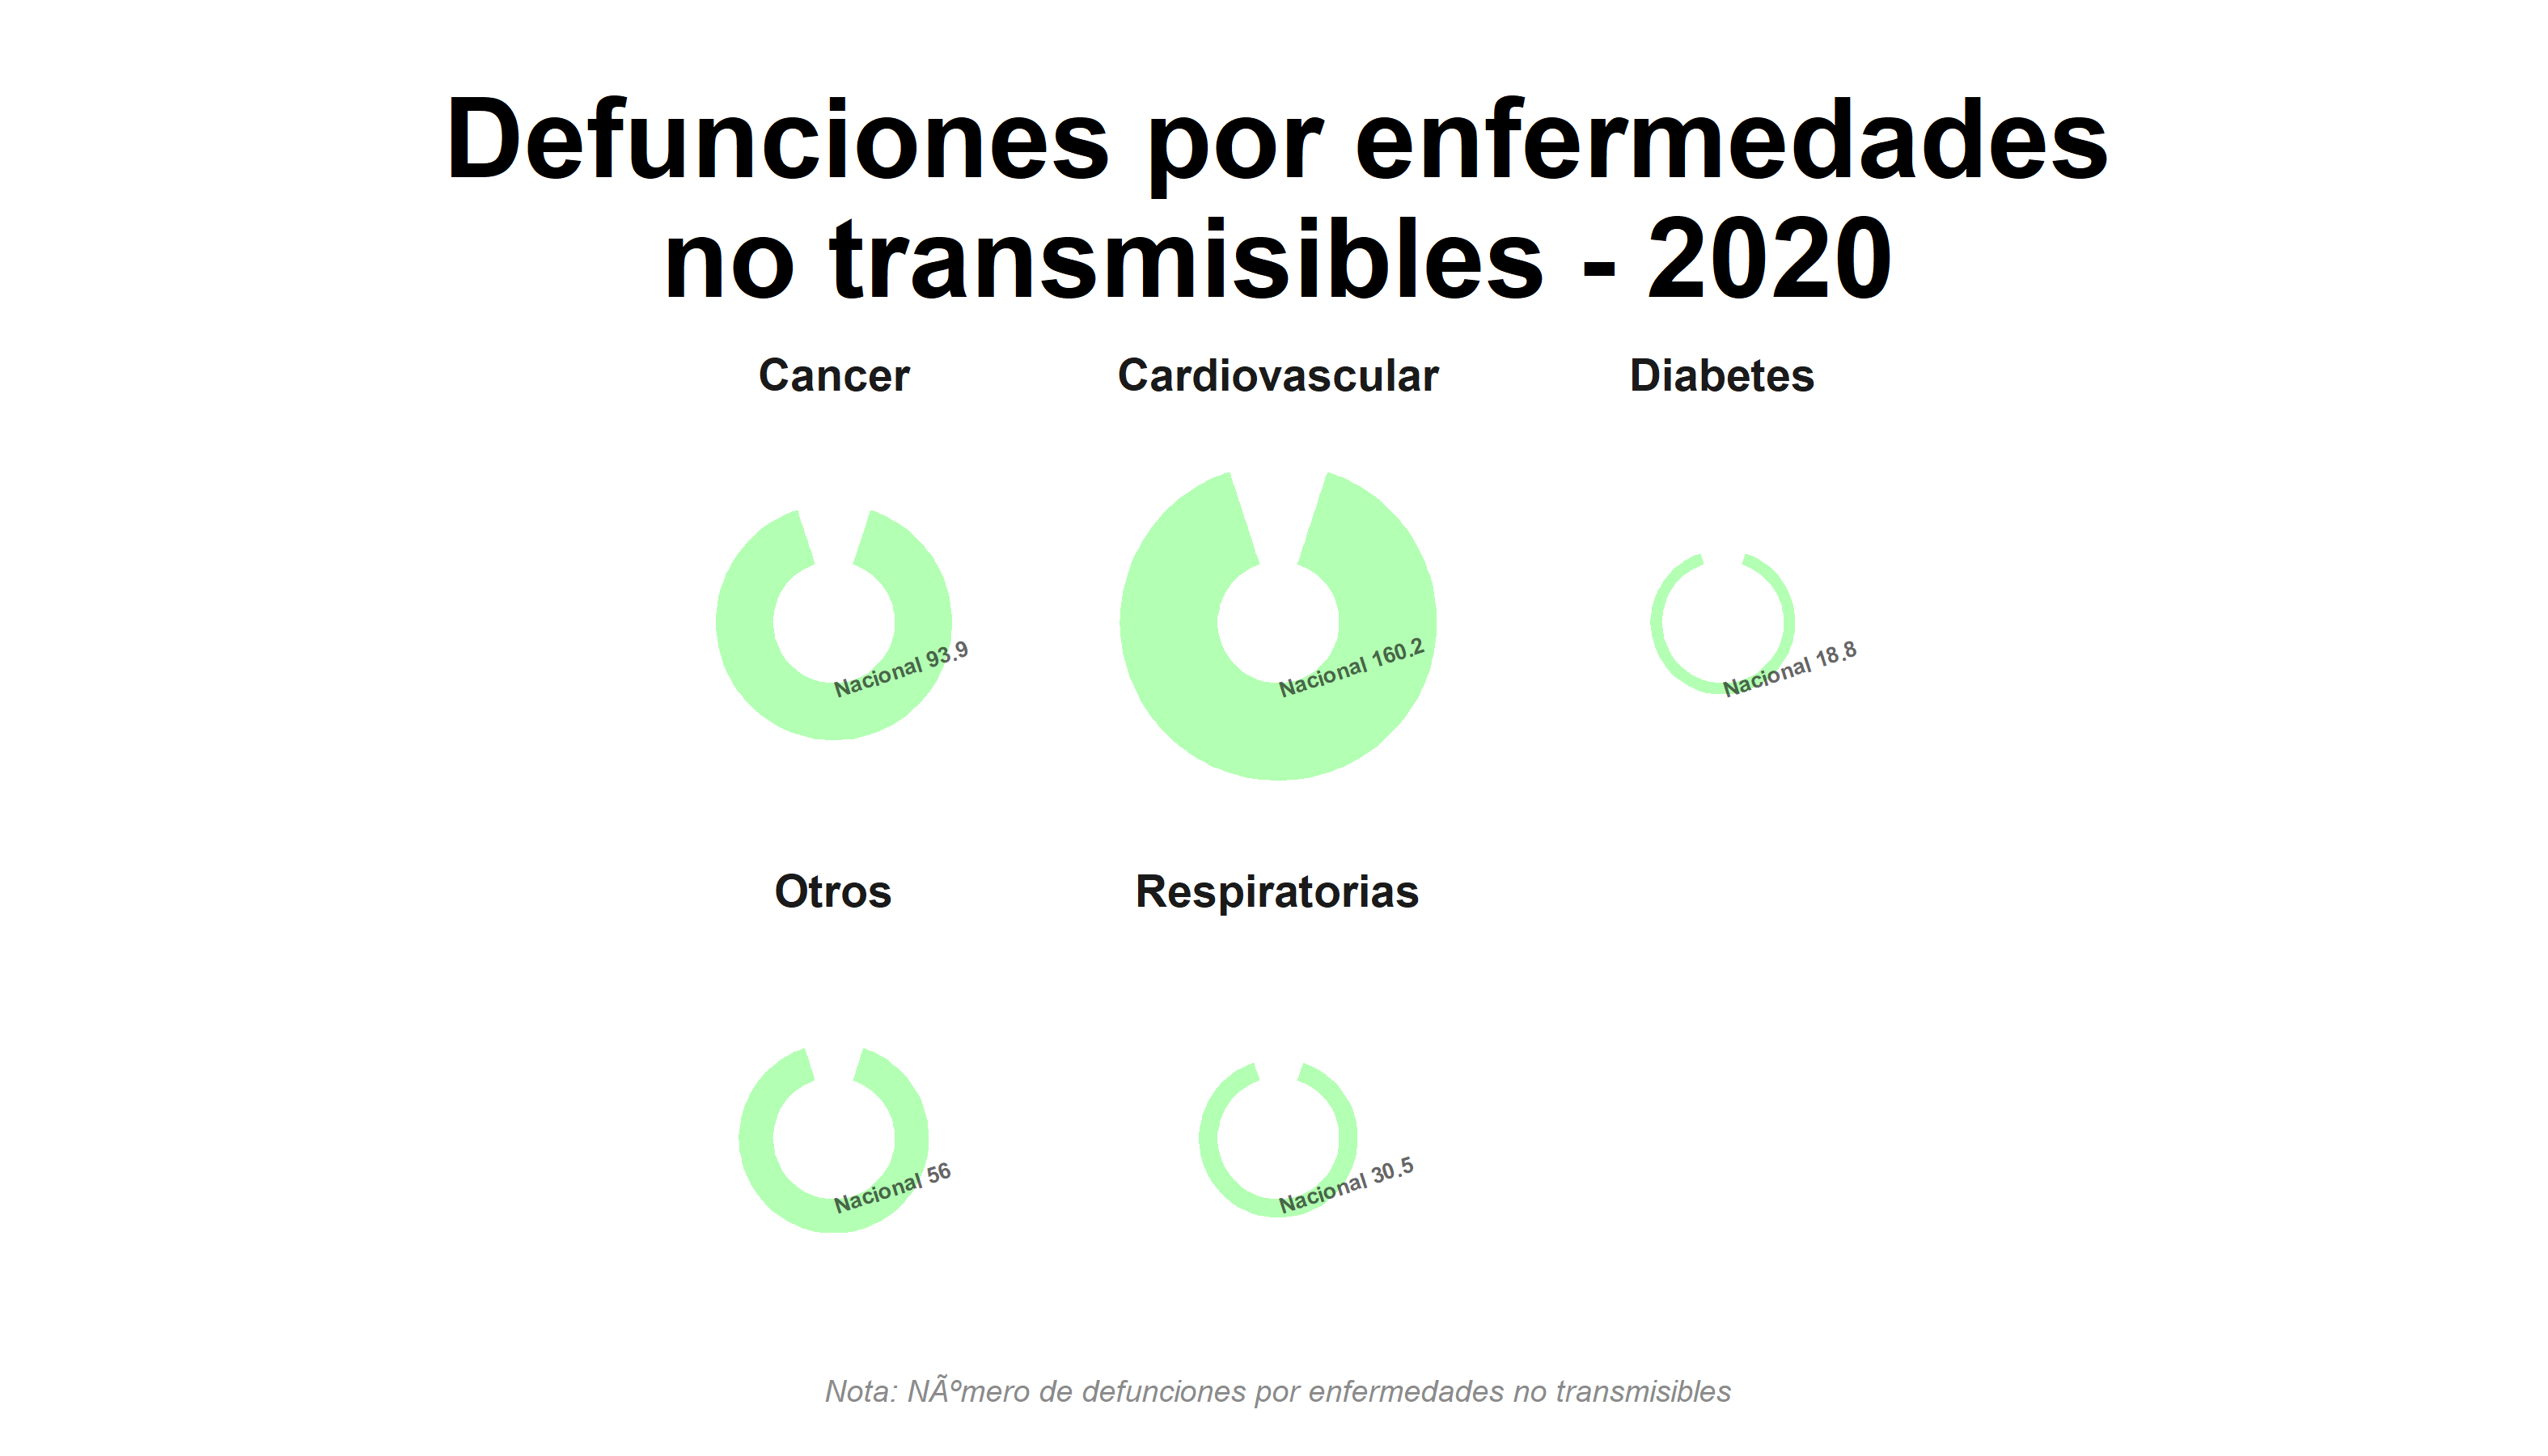 Defunciones por enfermedades
no transmisibles - 2020
Cancer
Cardiovascular
Diabetes
Nacional 93.9
Nacional 160.2
Nacional 18.8
Otros
Respiratorias
Nacional 56
Nacional 30.5
Nota: NÃºmero de defunciones por enfermedades no transmisibles